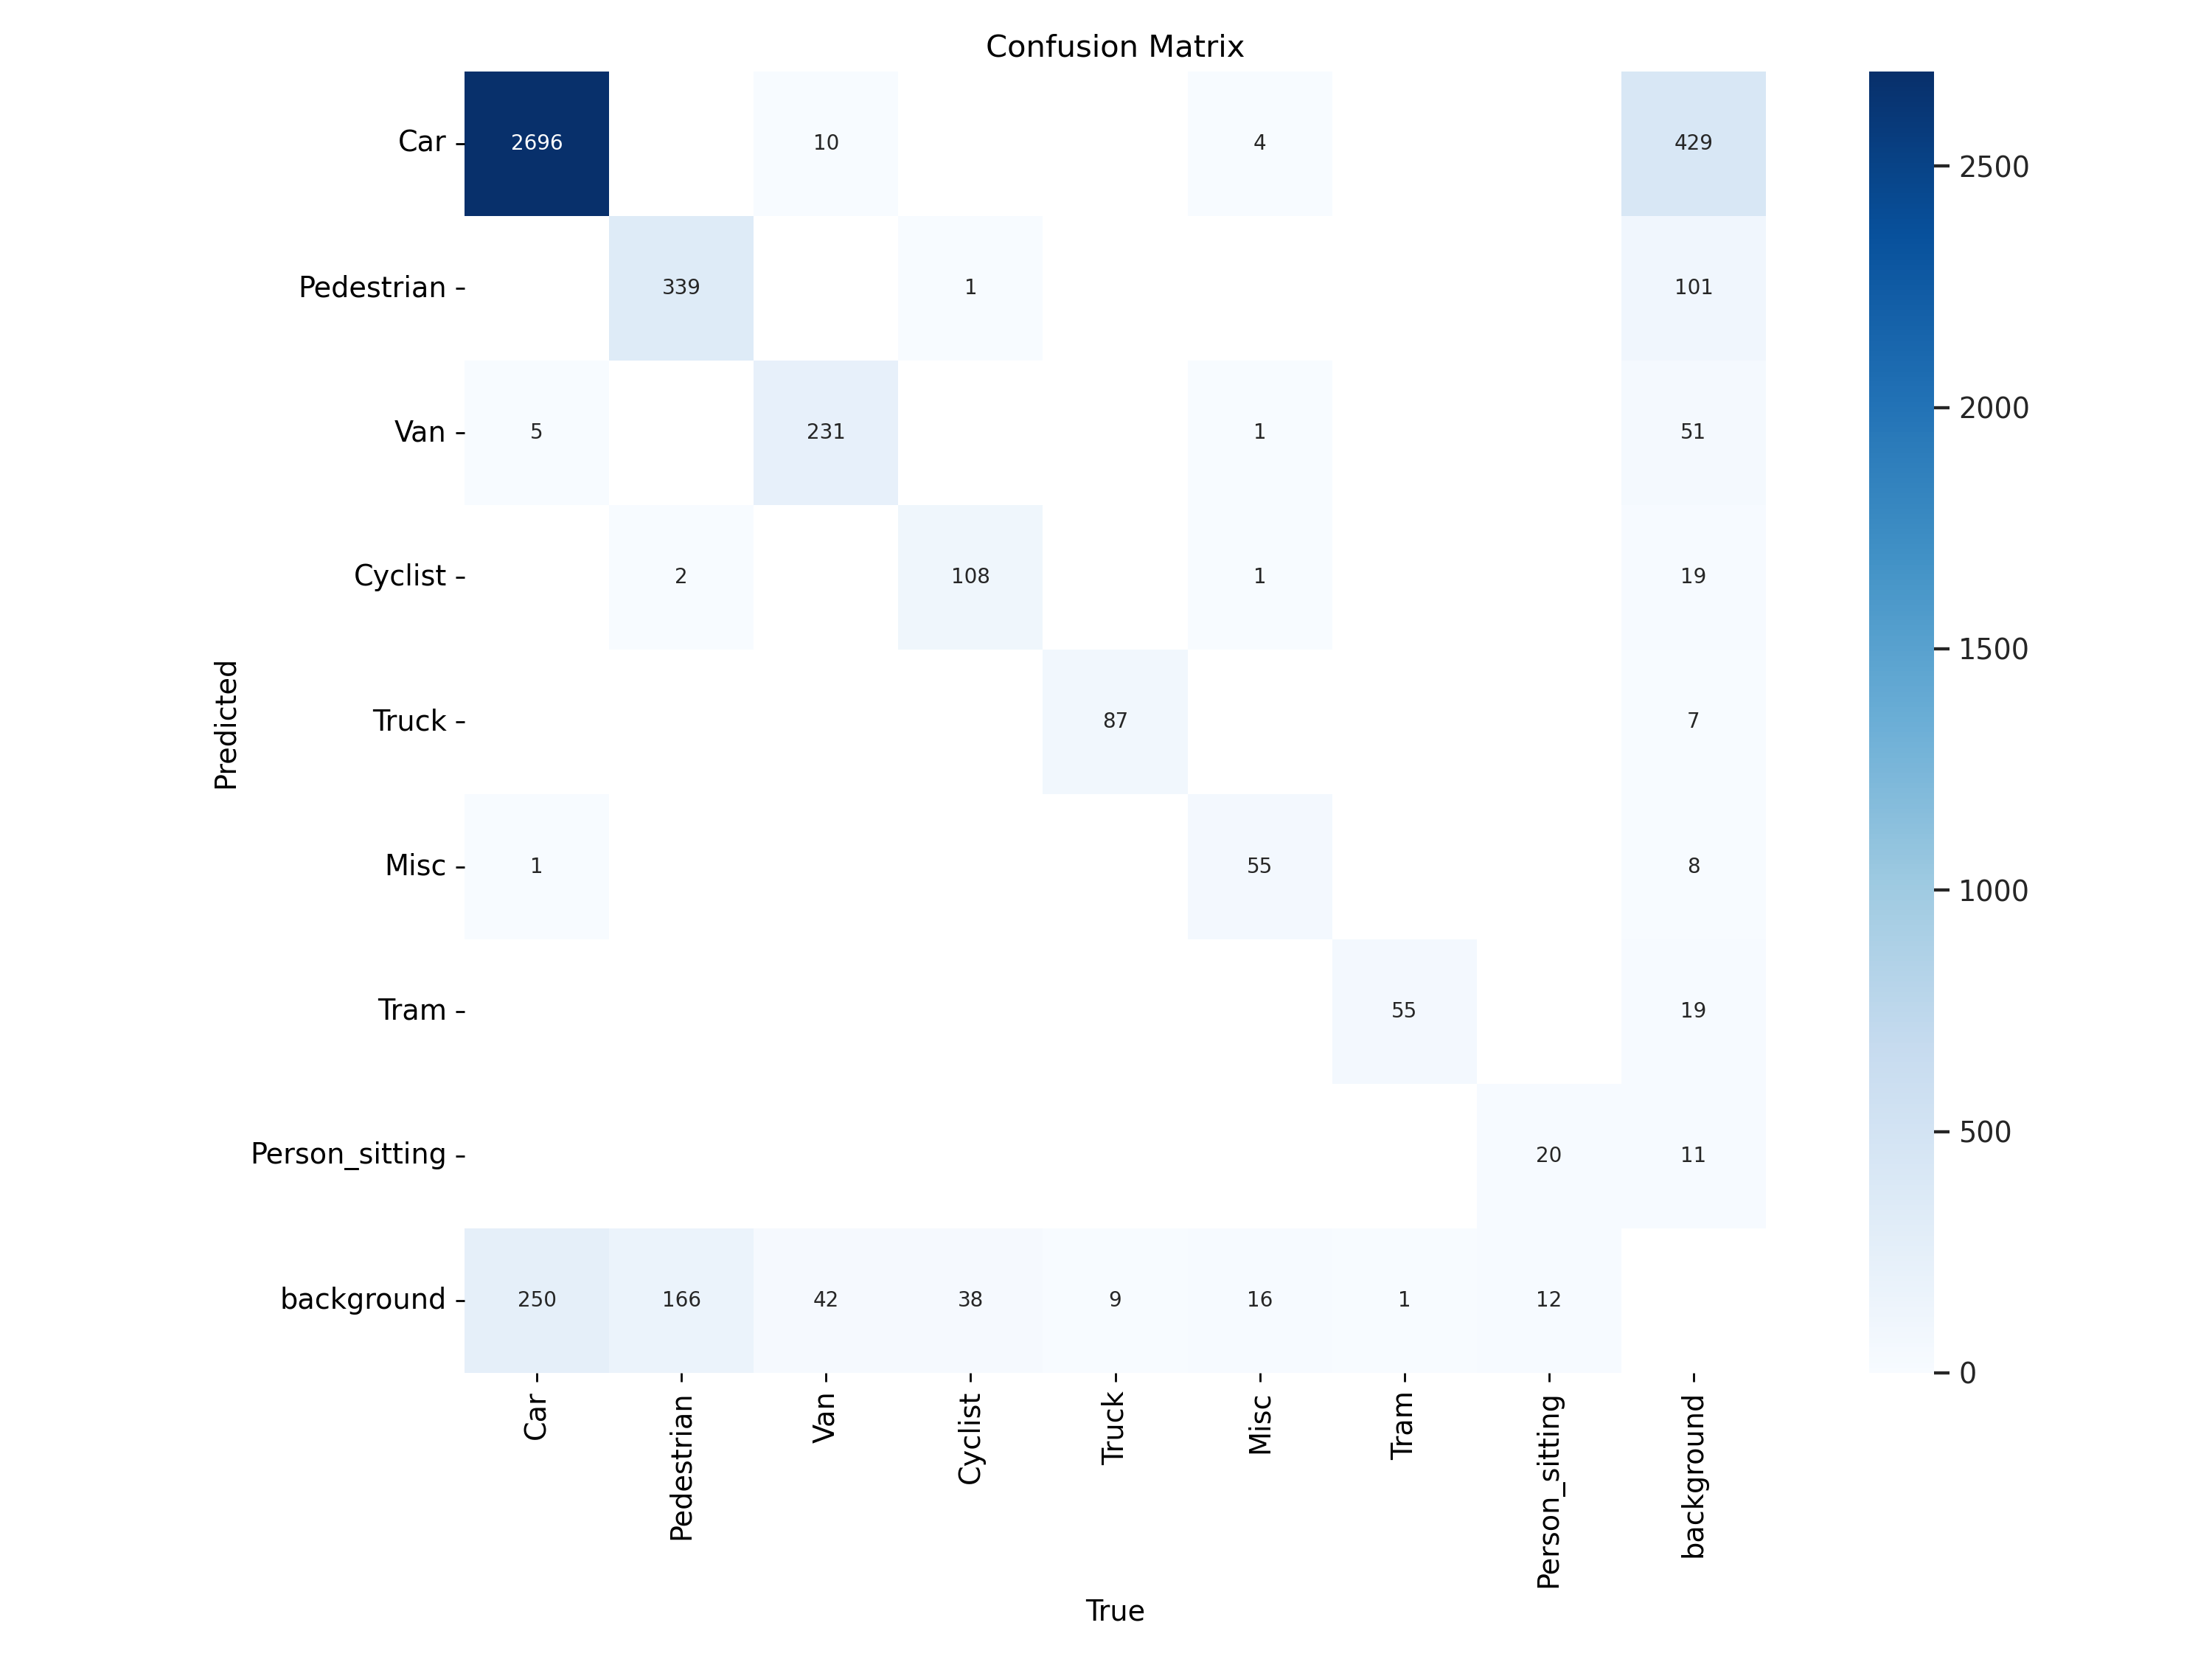 Confusion Matrix
Car 2696 10 4 429
Pedestrian 339 1 101
Van 5 231 1 51
Cyclist 2 108 1 19
Truck 87 7
Misc 1 55 8
Tram 55 19
Person_sitting 20 11
background 250 166 42 38 9 16 1 12
Predicted
Car Pedestrian Van Cyclist Truck Misc Tram Person_sitting background
True
2500
2000
1500
1000
500
0